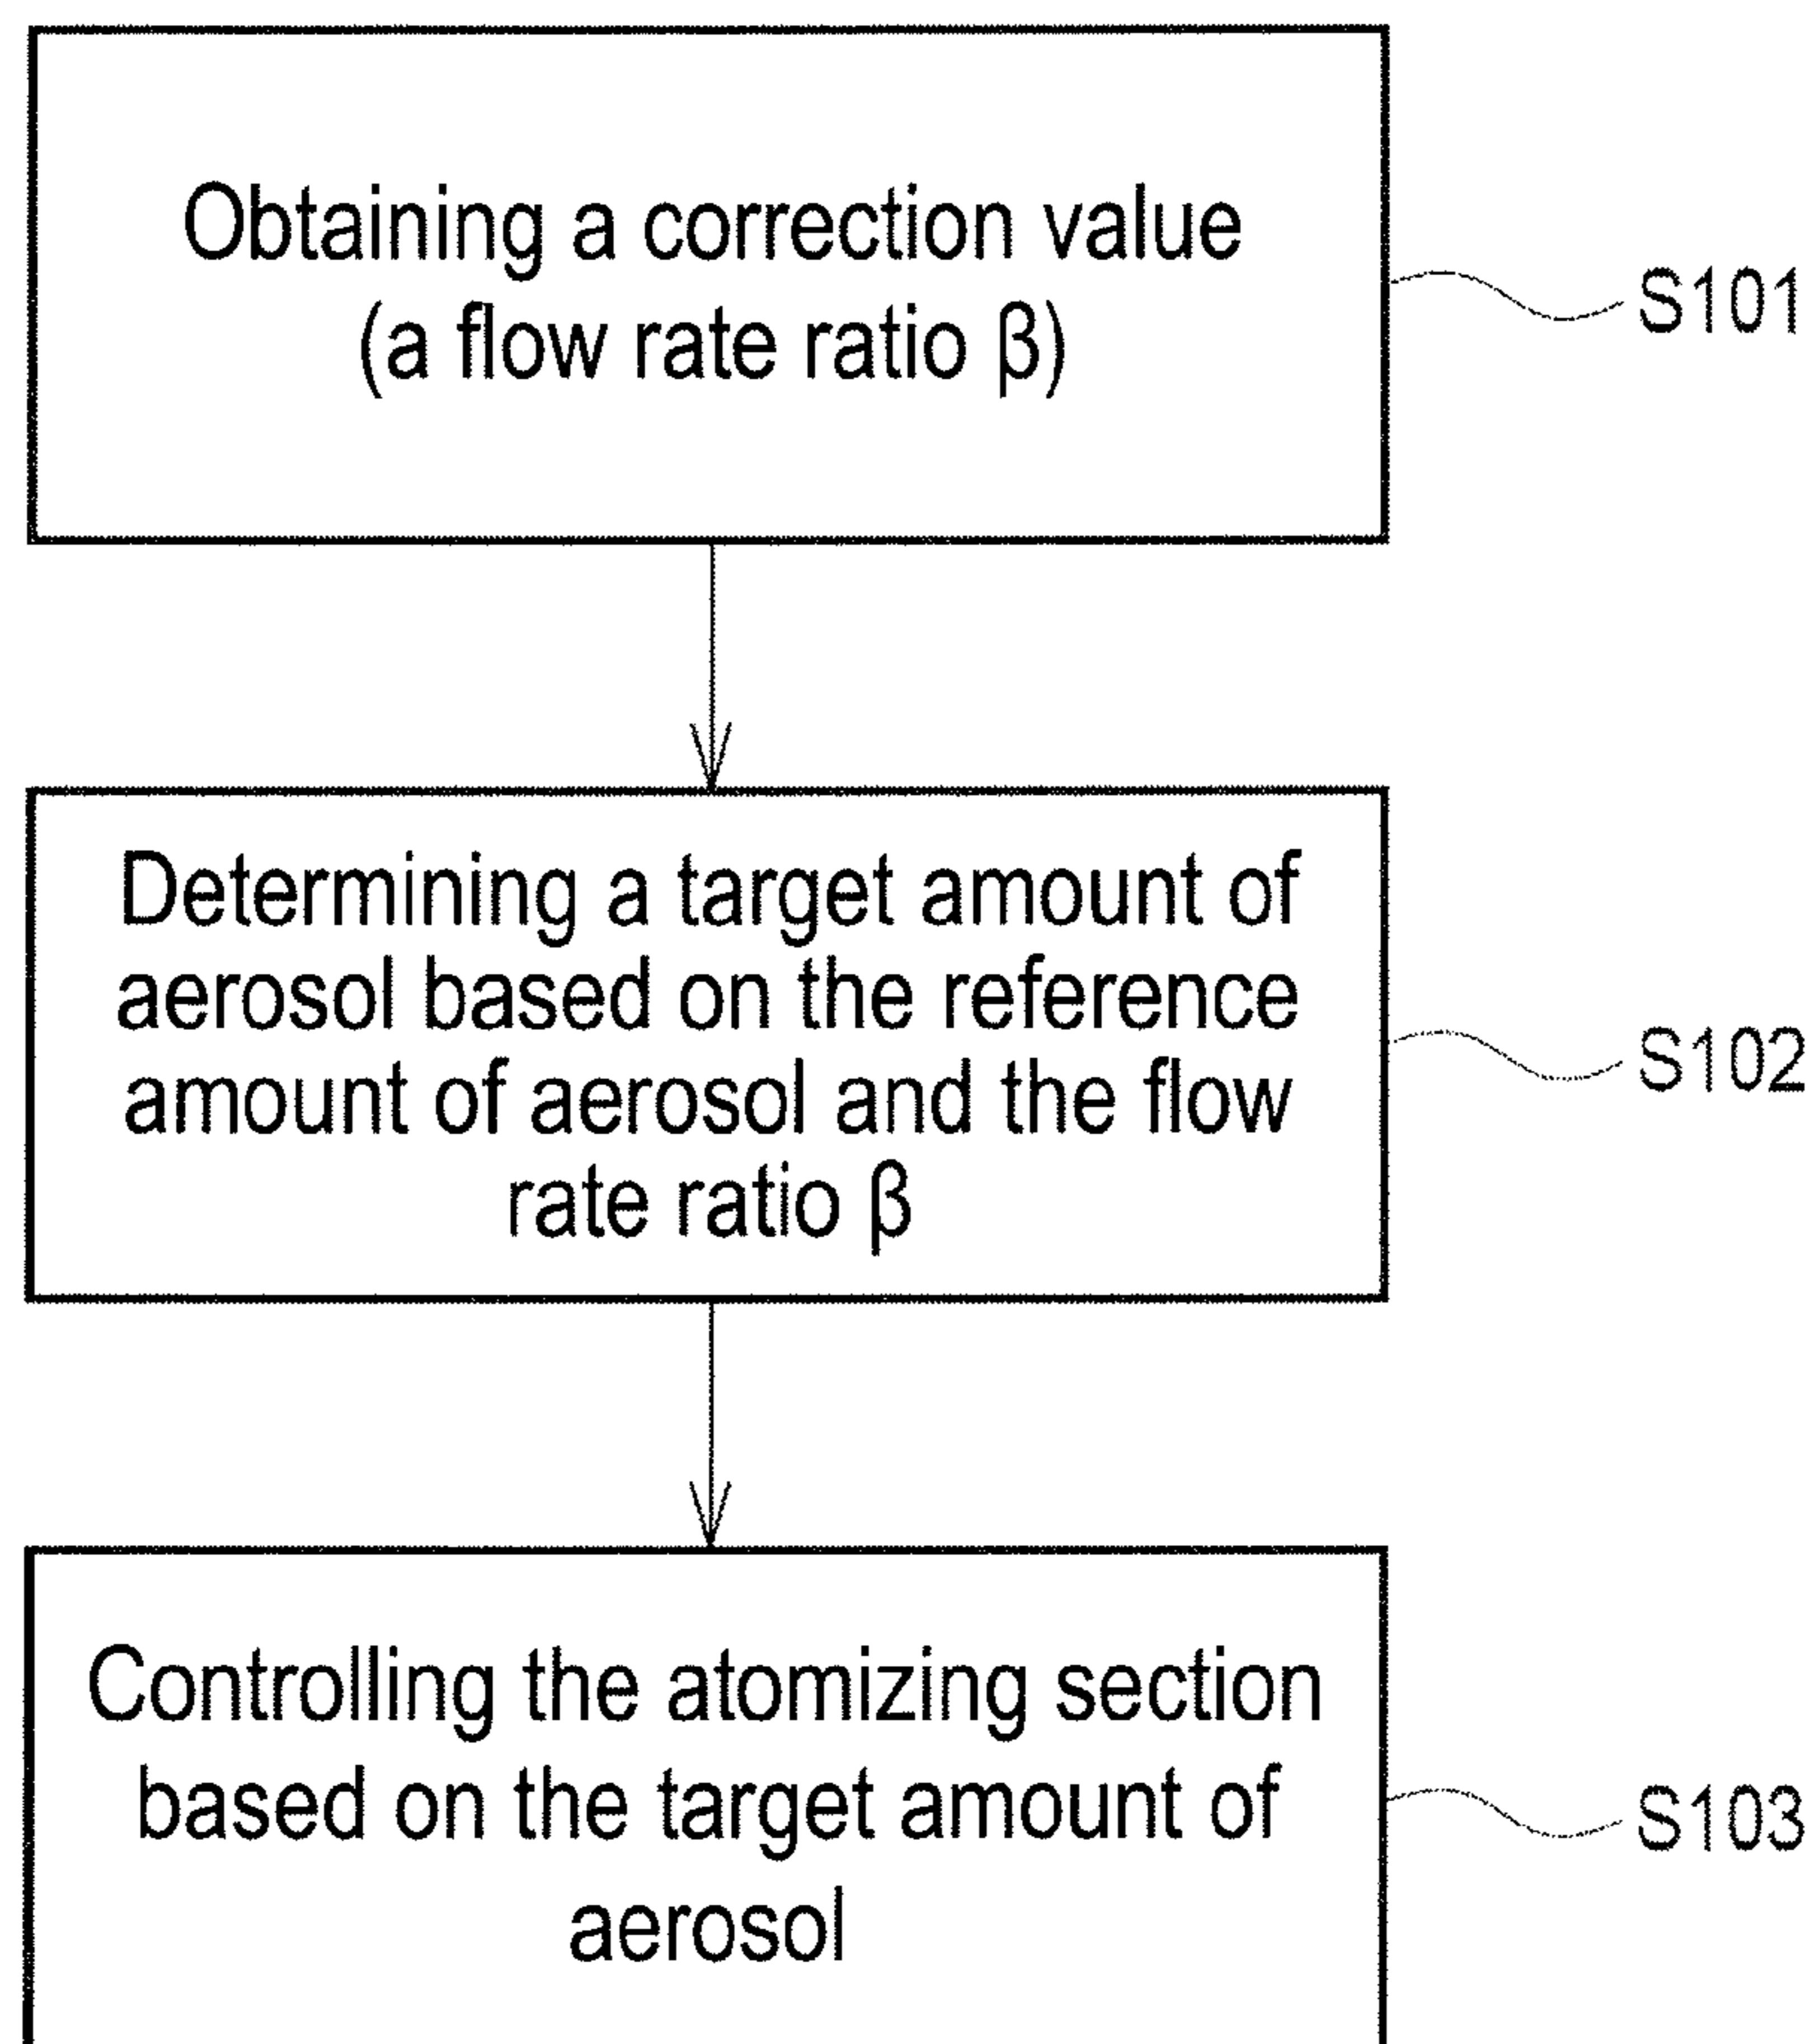 Obtaining a correction value
(a flow rate ratio β)
S101
Determining a target amount of
aerosol based on the reference
amount of aerosol and the flow
rate ratio β
S102
Controlling the atomizing section
based on the target amount of
aerosol
S103